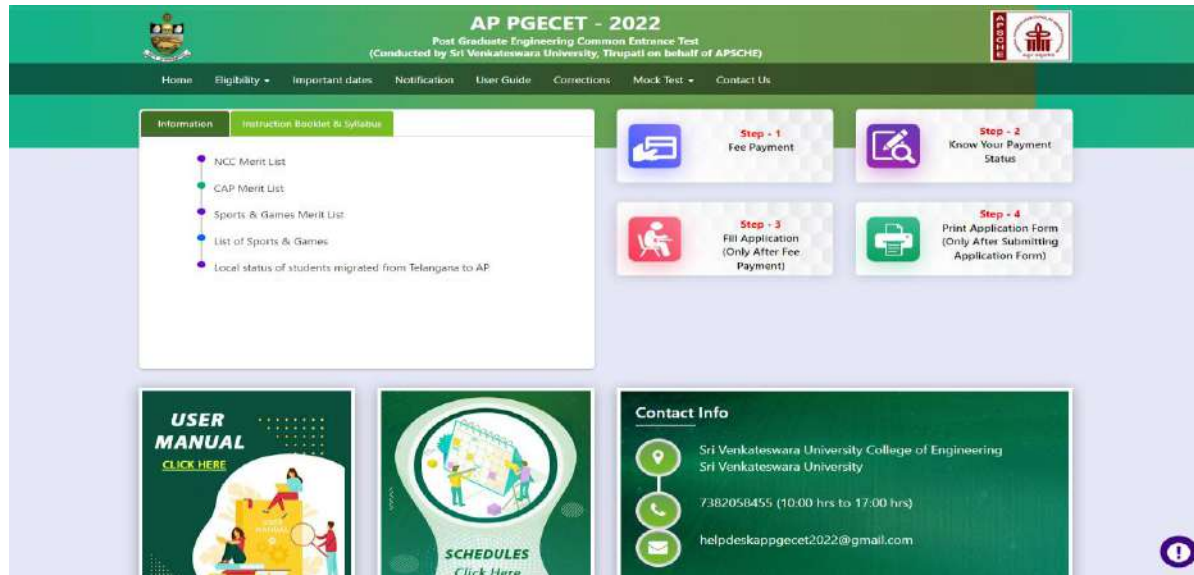 AP PGECET - 2022
Post Graduate Engineering Common Entrance Test
(Conducted by Sri Venkateswara University, Tirupati on behalf of APSCHE)
APSCHE
Home Eligibility Important dates Notification User Guide Corrections Mock Test Contact Us
Information Instruction Booklet & Syllabus
NCC Merit List
CAP Merit List
Sports & Games Merit List
List of Sports & Games
Local status of students migrated from Telangana to AP
Step - 1
Fee Payment
Step - 2
Know Your Payment
Status
Step - 3
Fill Application
(Only After Fee
Payment)
Step - 4
Print Application Form
(Only After Submitting
Application Form)
USER
MANUAL
CLICK HERE
USER
MANUAL
SCHEDULES
Click Here
Contact Info
Sri Venkateswara University College of Engineering
Sri Venkateswara University
7382058455 (10:00 hrs to 17:00 hrs)
helpdeskappgecet2022@gmail.com